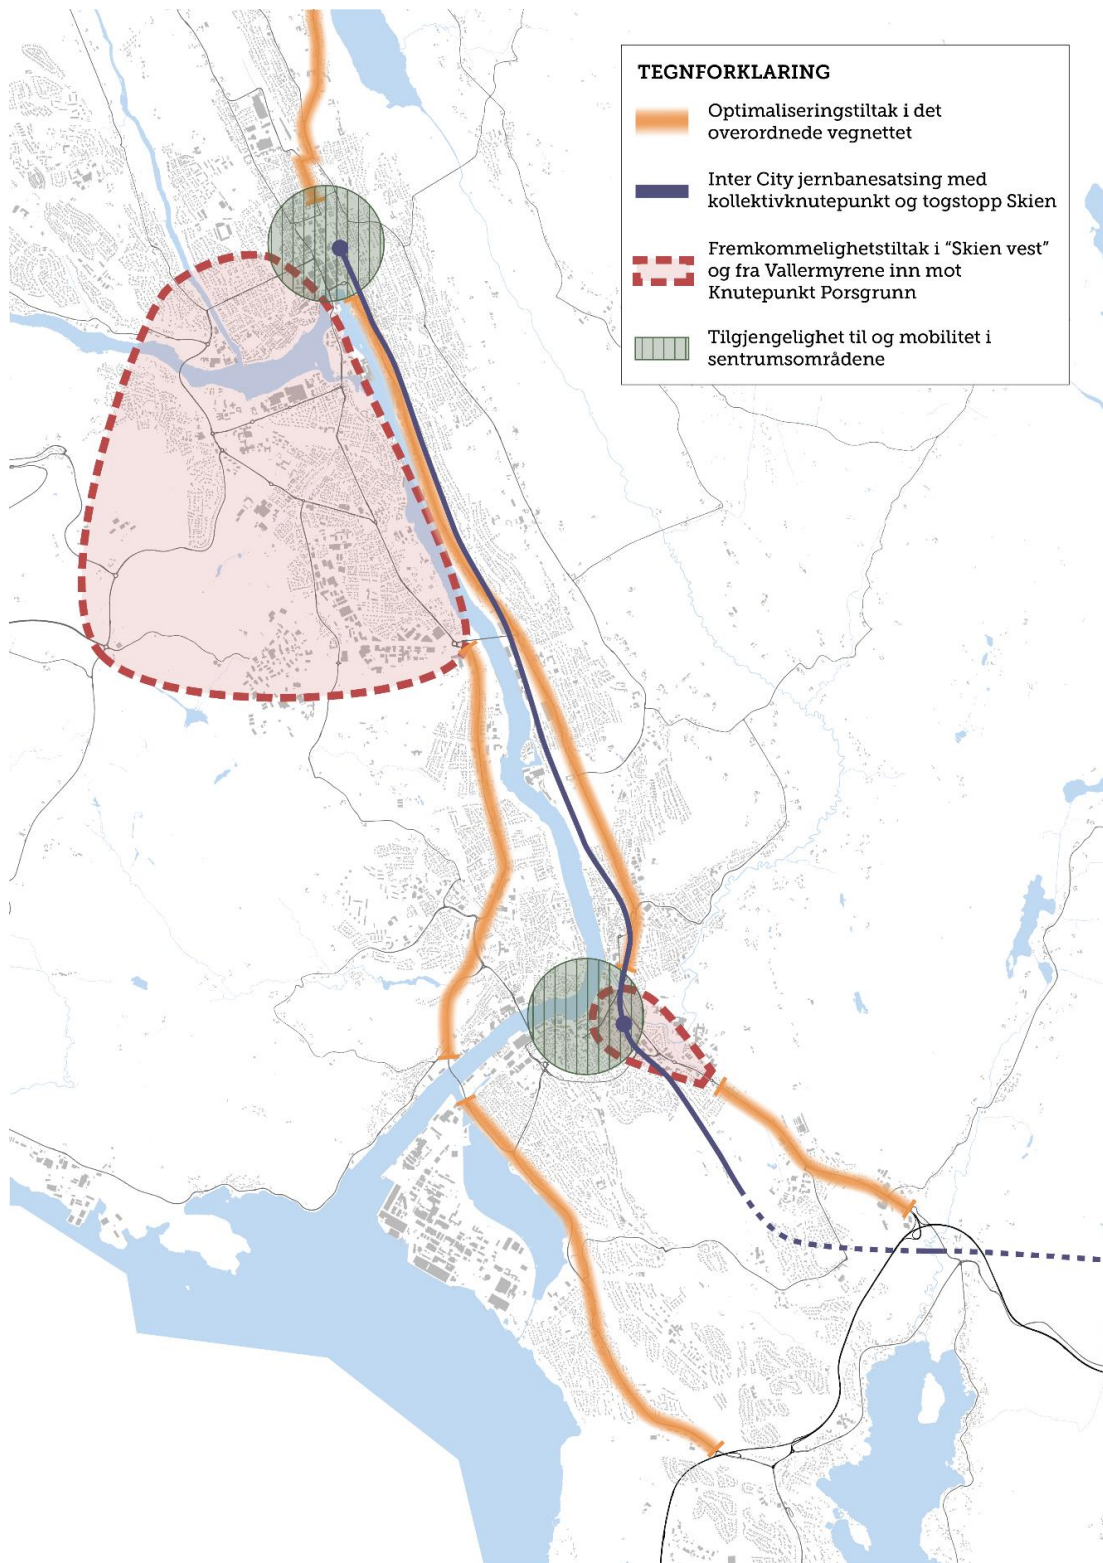 TEGNFORKLARING
Optimaliseringstiltak i det
overordnede vegnettet
Inter City jernbanesatsing med
kollektivknutepunkt og togstopp Skien
Fremkommelighetstiltak i “Skien vest”
og fra Vallermyrene inn mot
Knutepunkt Porsgrunn
Tilgjengelighet til og mobilitet i
sentrumsområdene